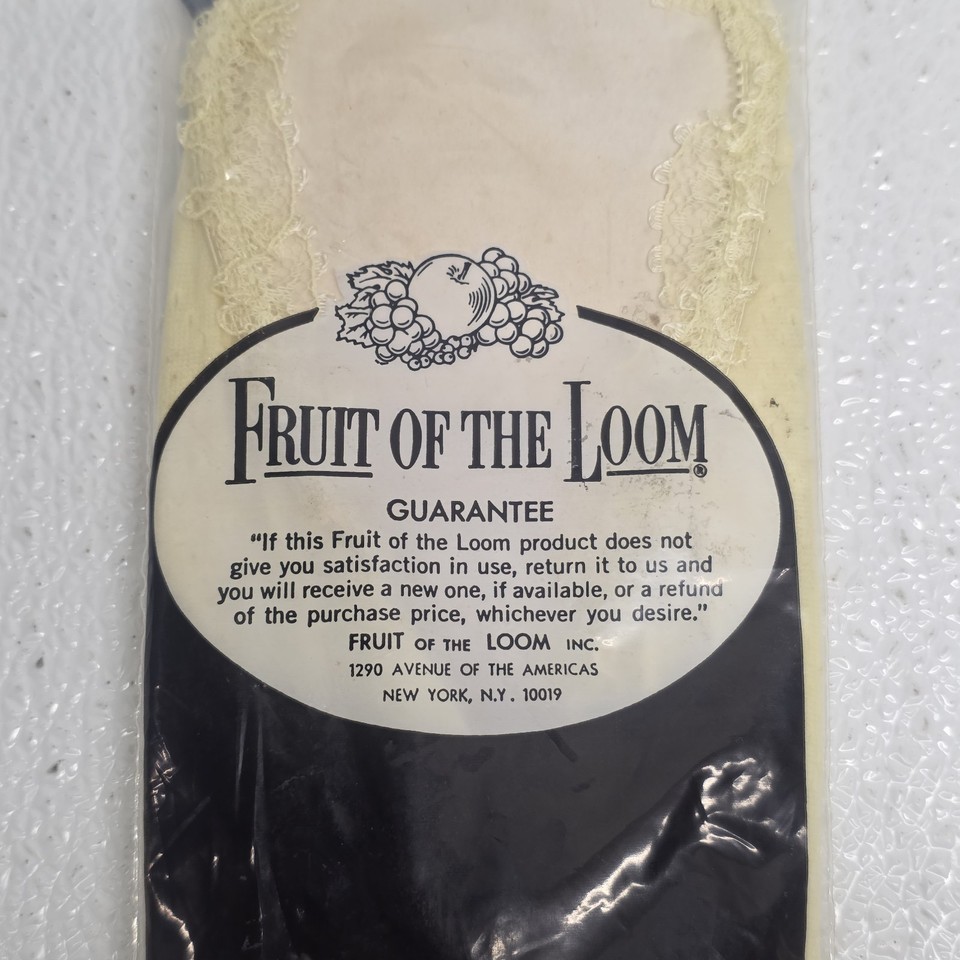 FRUIT OF THE LOOM®
GUARANTEE
“If this Fruit of the Loom product does not
give you satisfaction in use, return it to us and
you will receive a new one, if available, or a refund
of the purchase price, whichever you desire.”
FRUIT OF THE LOOM INC.
1290 AVENUE OF THE AMERICAS
NEW YORK, N.Y. 10019